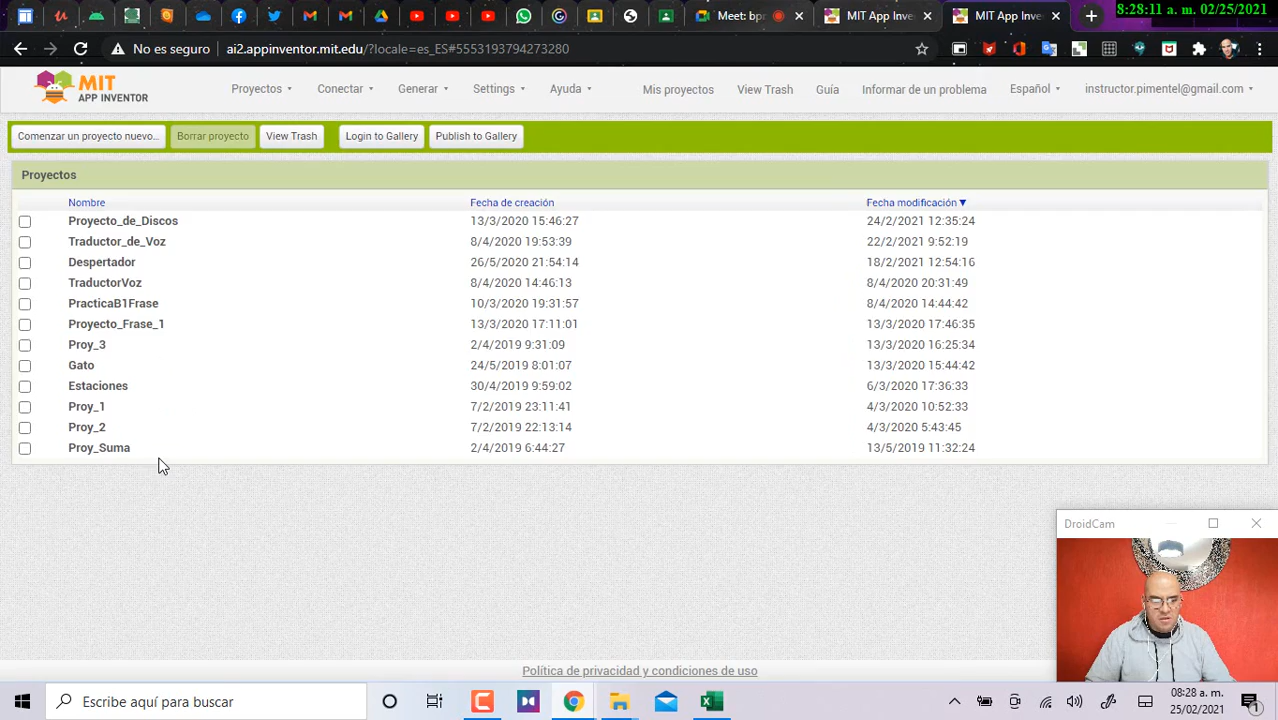 8:28:11 a. m. 02/25/2021
Meet: bp
MIT App Inven
MIT App Inven
No es seguro
ai2.appinventor.mit.edu/?locale=es_ES#5553193794273280
MIT
APP INVENTOR
Proyectos
Conectar
Generar
Settings
Ayuda
Mis proyectos
View Trash
Guía
Informar de un problema
Español
instructor.pimentel@gmail.com
Comenzar un proyecto nuevo...
Borrar proyecto
View Trash
Login to Gallery
Publish to Gallery
Proyectos
Nombre Fecha de creación Fecha modificación▼
Proyecto_de_Discos 13/3/2020 15:46:27 24/2/2021 12:35:24
Traductor_de_Voz 8/4/2020 19:53:39 22/2/2021 9:52:19
Despertador 26/5/2020 21:54:14 18/2/2021 12:54:16
TraductorVoz 8/4/2020 14:46:13 8/4/2020 20:31:49
PracticaB1Frase 10/3/2020 19:31:57 8/4/2020 14:44:42
Proyecto_Frase_1 13/3/2020 17:11:01 13/3/2020 17:46:35
Proy_3 2/4/2019 9:31:09 13/3/2020 16:25:34
Gato 24/5/2019 8:01:07 13/3/2020 15:44:42
Estaciones 30/4/2019 9:59:02 6/3/2020 17:36:33
Proy_1 7/2/2019 23:11:41 4/3/2020 10:52:33
Proy_2 7/2/2019 22:13:14 4/3/2020 5:43:45
Proy_Suma 2/4/2019 6:44:27 13/5/2019 11:32:24
DroidCam
Política de privacidad y condiciones de uso
Escribe aquí para buscar
08:28 a. m.
25/02/2021